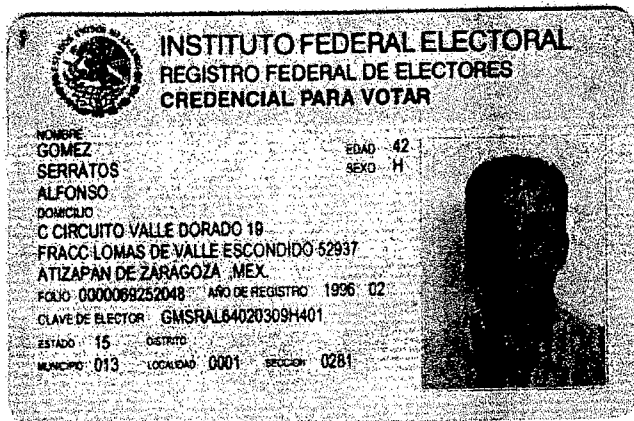 INSTITUTO FEDERAL ELECTORAL
REGISTRO FEDERAL DE ELECTORES
CREDENCIAL PARA VOTAR
NOMBRE
GOMEZ
SERRATOS
ALFONSO
EDAD 42
SEXO H
DOMICILIO
C CIRCUITO VALLE DORADO 19
FRACC LOMAS DE VALLE ESCONDIDO 52937
ATIZAPAN DE ZARAGOZA ,MEX.
FOLIO 0000069252048 AÑO DE REGISTRO 1996 02
CLAVE DE ELECTOR GMSRAL64020309H401
ESTADO 15 DISTRITO
MUNICIPIO 013 LOCALIDAD 0001 SECCION 0281